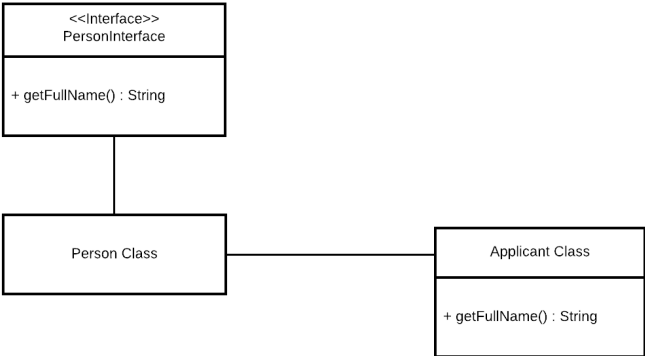 <<Interface>>
PersonInterface
+ getFullName() : String
Person Class
Applicant Class
+ getFullName() : String